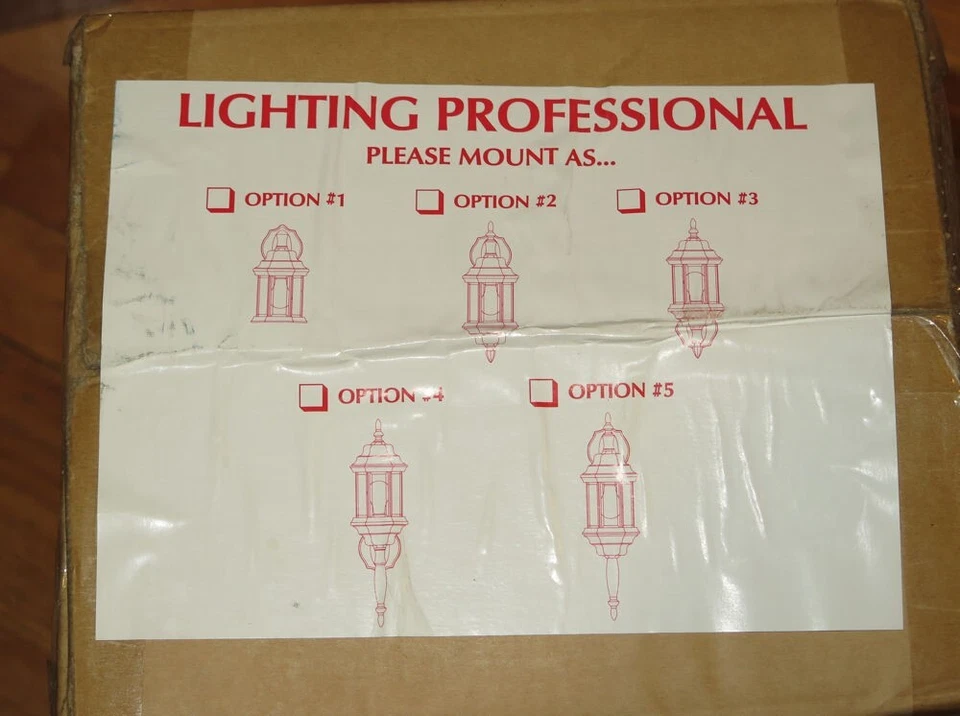 LIGHTING PROFESSIONAL
PLEASE MOUNT AS...
OPTION #1 OPTION #2 OPTION #3
OPTION #4 OPTION #5